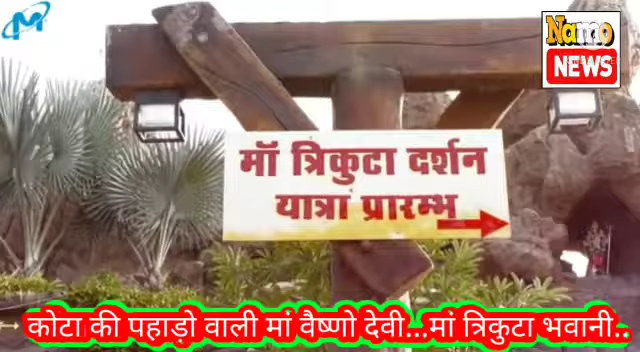 Namo
NEWS
माॅ त्रिकुटा दर्शन
यात्रा प्रारम्भ
कोटा की पहाड़ो वाली मां वैष्णो देवी...मां त्रिकुटा भवानी..